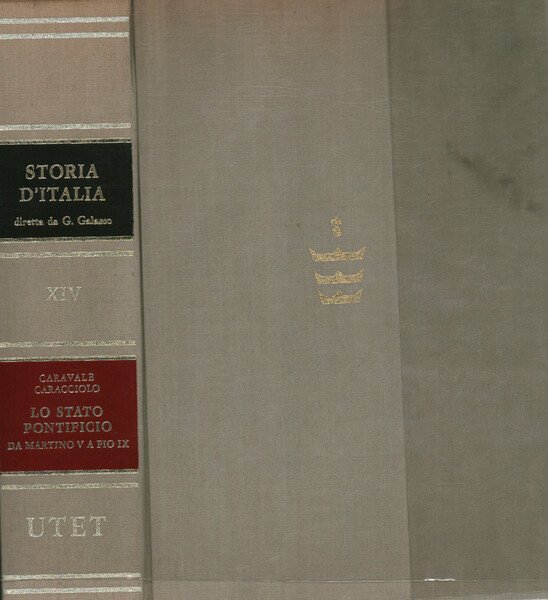 STORIA
D'ITALIA
diretta da G. Galasso
XIV
CARAVALE
CARACCIOLO
LO STATO
PONTIFICIO
DA MARTINO V A PIO IX
UTET